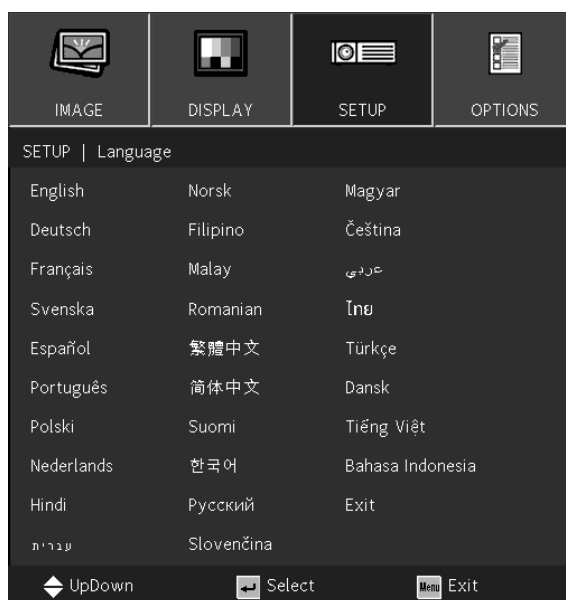 IMAGE DISPLAY SETUP OPTIONS
SETUP | Language
English Norsk Magyar
Deutsch Filipino Čeština
Français Malay عربي
Svenska Romanian ไทย
Español 繁體中文 Türkçe
Português 简体中文 Dansk
Polski Suomi Tiếng Việt
Nederlands 한국어 Bahasa Indonesia
Hindi Русский Exit
עברית Slovenčina
UpDown Select Menu Exit